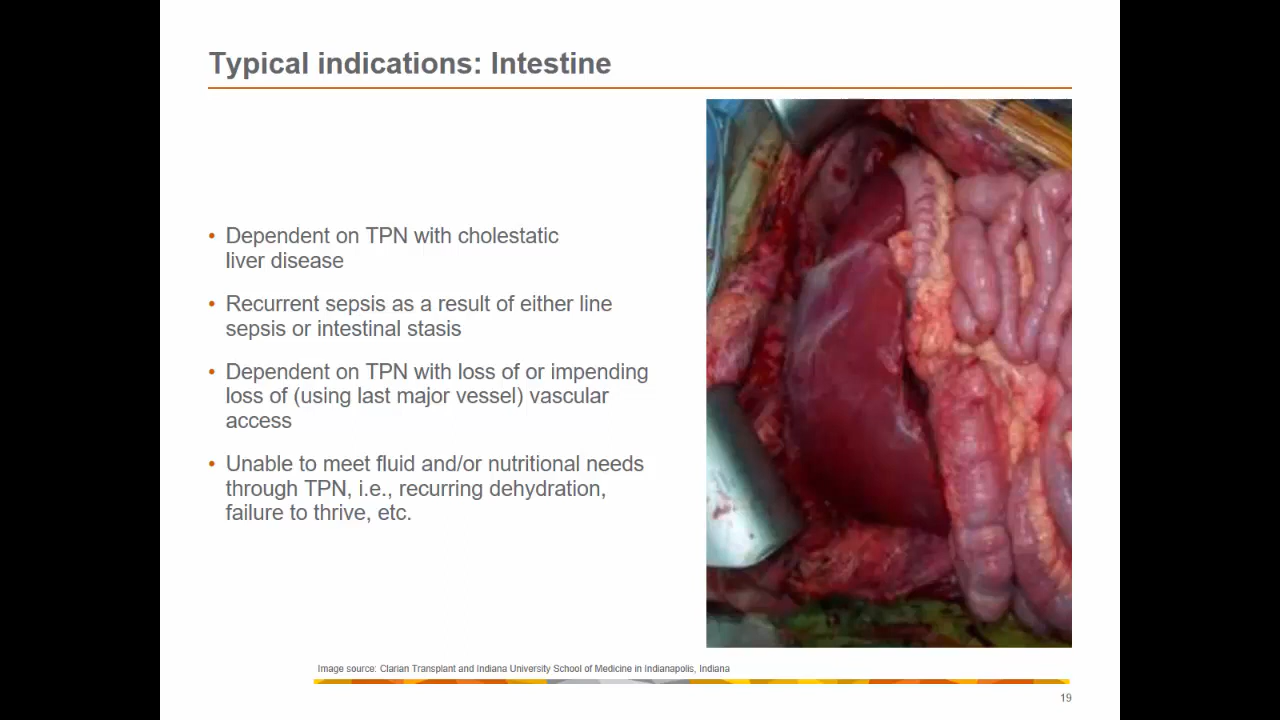 Typical indications: Intestine
• Dependent on TPN with cholestatic
liver disease
• Recurrent sepsis as a result of either line
sepsis or intestinal stasis
• Dependent on TPN with loss of or impending
loss of (using last major vessel) vascular
access
• Unable to meet fluid and/or nutritional needs
through TPN, i.e., recurring dehydration,
failure to thrive, etc.
Image source: Clarian Transplant and Indiana University School of Medicine in Indianapolis, Indiana
19